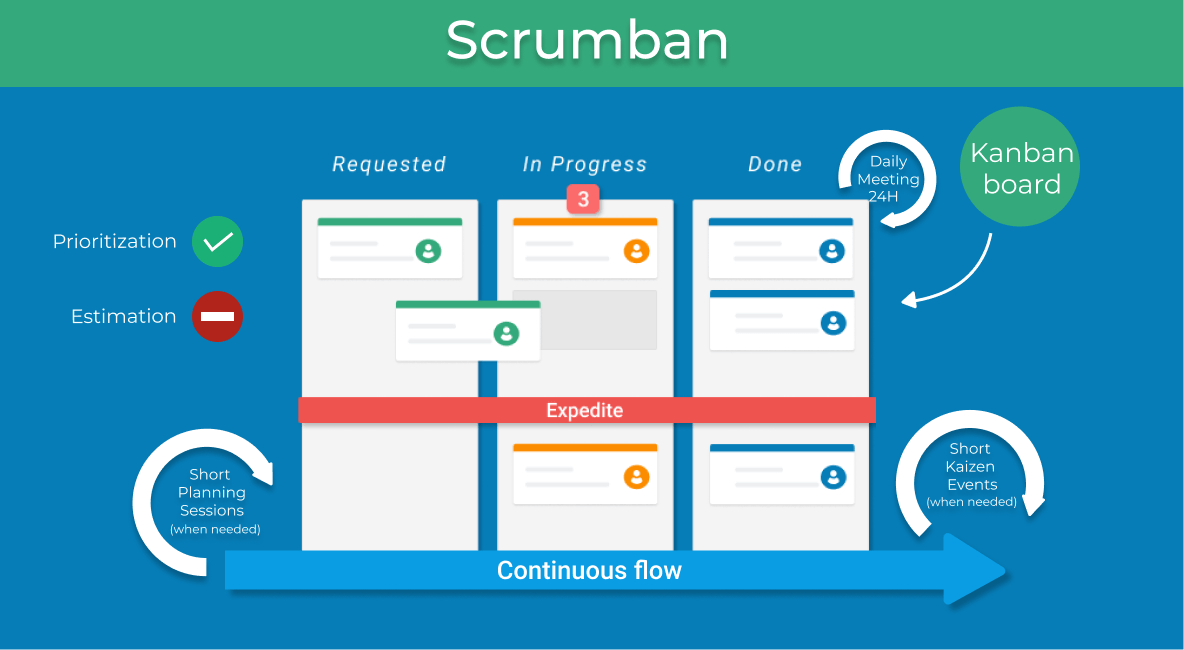 Scrumban
Requested
In Progress
Done
3
Daily
Meeting
24H
Kanban
board
Prioritization
Estimation
Expedite
Short
Planning
Sessions
(when needed)
Short
Kaizen
Events
(when needed)
Continuous flow